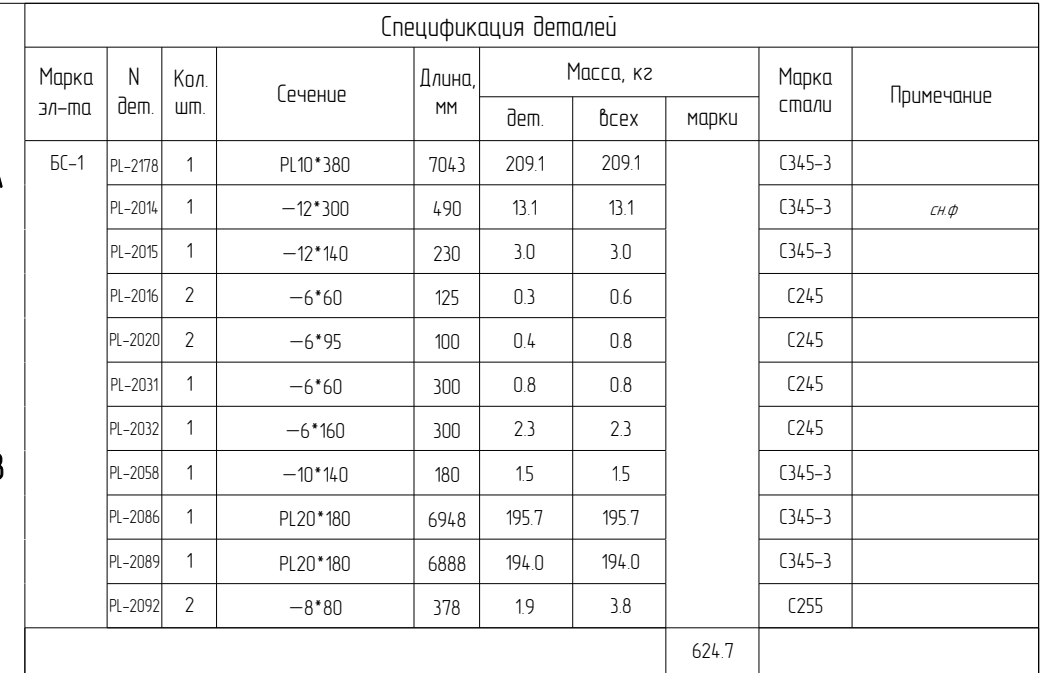 Спецификация деталей
Марка эл-та N дет. Кол. шт. Сечение Длина, мм Масса, кг Марка стали Примечание
дет. всех марки
БС-1 PL-2178 1 PL10*380 7043 209.1 209.1 С345-3
PL-2014 1 —12*300 490 13.1 13.1 С345-3 сн.ф
PL-2015 1 —12*140 230 3.0 3.0 С345-3
PL-2016 2 —6*60 125 0.3 0.6 С245
PL-2020 2 —6*95 100 0.4 0.8 С245
PL-2031 1 —6*60 300 0.8 0.8 С245
PL-2032 1 —6*160 300 2.3 2.3 С245
PL-2058 1 —10*140 180 1.5 1.5 С345-3
PL-2086 1 PL20*180 6948 195.7 195.7 С345-3
PL-2089 1 PL20*180 6888 194.0 194.0 С345-3
PL-2092 2 —8*80 378 1.9 3.8 С255
624.7